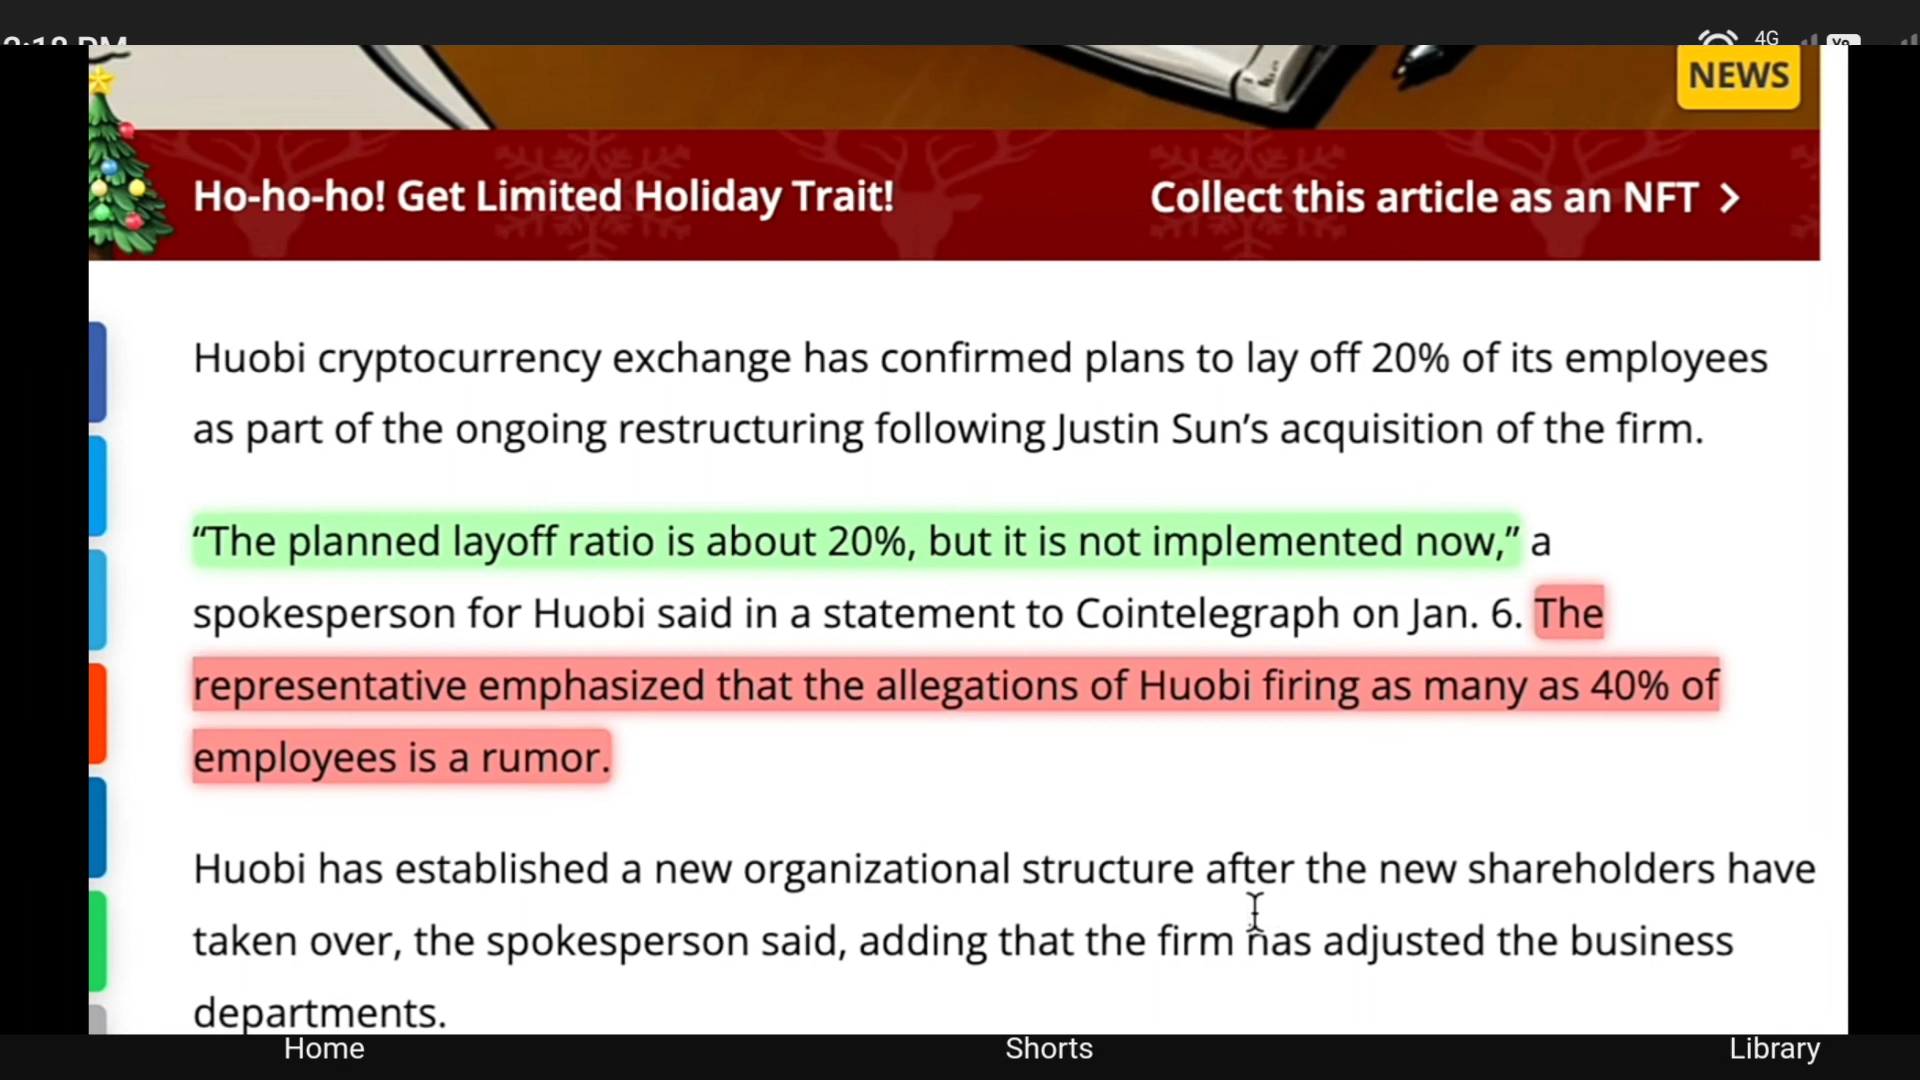 4G
NEWS
Ho-ho-ho! Get Limited Holiday Trait!
Collect this article as an NFT >
Huobi cryptocurrency exchange has confirmed plans to lay off 20% of its employees
as part of the ongoing restructuring following Justin Sun’s acquisition of the firm.
“The planned layoff ratio is about 20%, but it is not implemented now,” a
spokesperson for Huobi said in a statement to Cointelegraph on Jan. 6. The
representative emphasized that the allegations of Huobi firing as many as 40% of
employees is a rumor.
Huobi has established a new organizational structure after the new shareholders have
taken over, the spokesperson said, adding that the firm has adjusted the business
departments.
Home
Shorts
Library